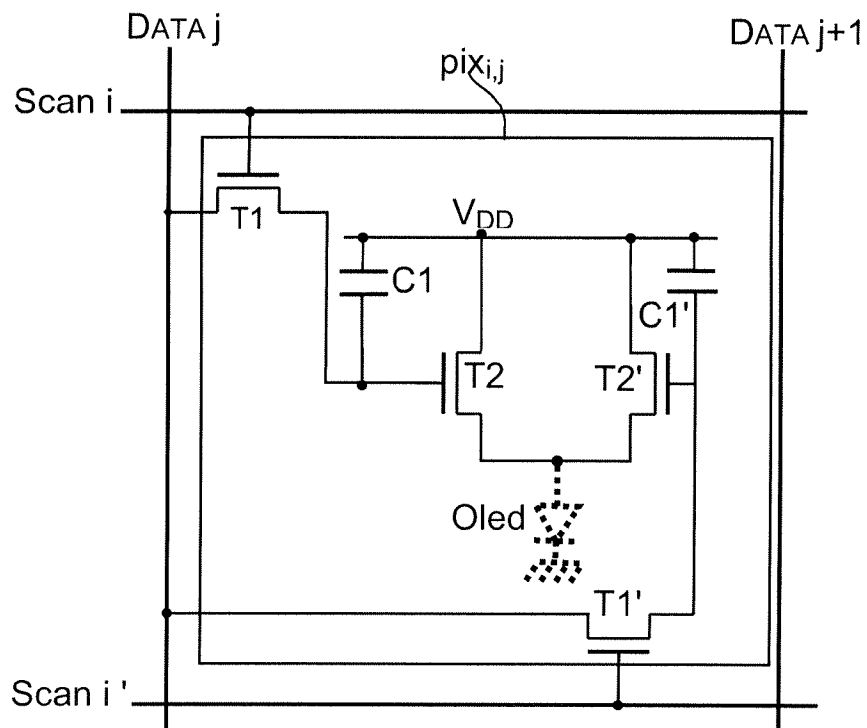 DATA j
DATA j+1
pixi,j
Scan i
T1
VDD
C1
C1'
T2
T2'
Oled
T1'
Scan i '